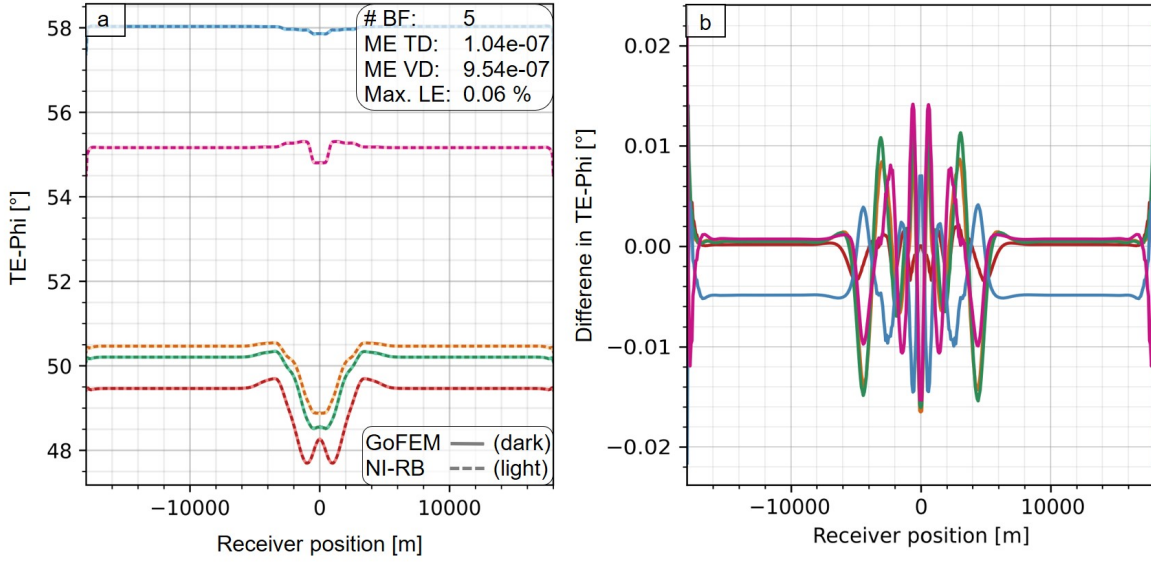 a
# BF: 5
ME TD: 1.04e-07
ME VD: 9.54e-07
Max. LE: 0.06 %
58
56
54
52
50
48
TE-Phi [°]
GoFEM (dark)
NI-RB (light)
−10000 0 10000
Receiver position [m]
b
0.02
0.01
0.00
−0.01
−0.02
Differene in TE-Phi [°]
−10000 0 10000
Receiver position [m]